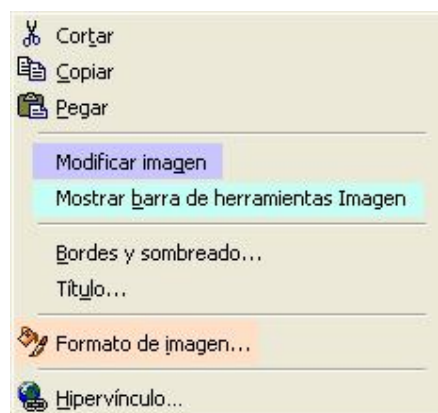 Cortar
Copiar
Pegar
Modificar imagen
Mostrar barra de herramientas Imagen
Bordes y sombreado...
Título...
Formato de imagen...
Hipervínculo...